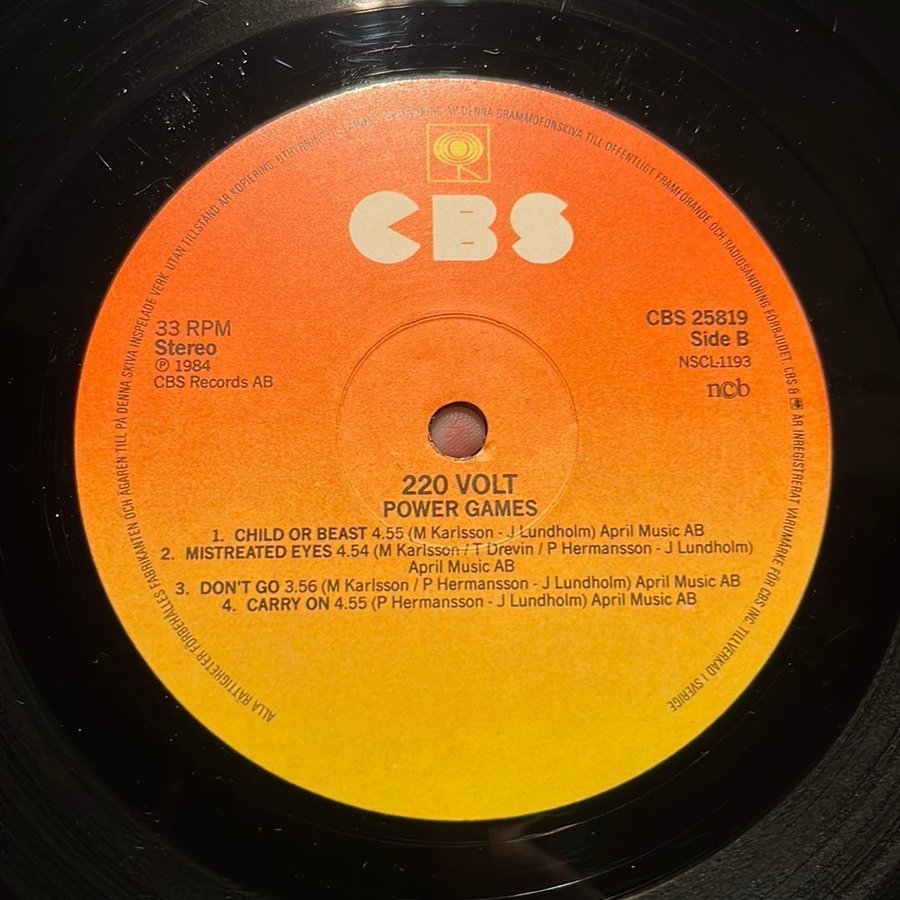 ALLA RÄTTIGHETER FÖRBEHÅLLES FABRIKANTEN OCH ÄGAREN TILL PÅ DENNA SKIVA INSPELADE VERK. UTAN TILLSTÅND ÄR KOPIERING, UTHYRNING, AV DENNA GRAMMOFONSKIVA TILL OFFENTLIGT FRAMFÖRANDE OCH RADIOSÄNDNING FÖRBJUDET. CBS & ÄR INREGISTRERAT VARUMÄRKE FÖR CBS INC. TILLVERKAD I SVERIGE
CBS
33 RPM
Stereo
℗ 1984
CBS Records AB
CBS 25819
Side B
NSCL-1193
ncb
220 VOLT
POWER GAMES
1. CHILD OR BEAST 4.55 (M Karlsson - J Lundholm) April Music AB
2. MISTREATED EYES 4.54 (M Karlsson / T Drevin / P Hermansson - J Lundholm)
April Music AB
3. DON'T GO 3.56 (M Karlsson / P Hermansson - J Lundholm) April Music AB
4. CARRY ON 4.55 (P Hermansson - J Lundholm) April Music AB